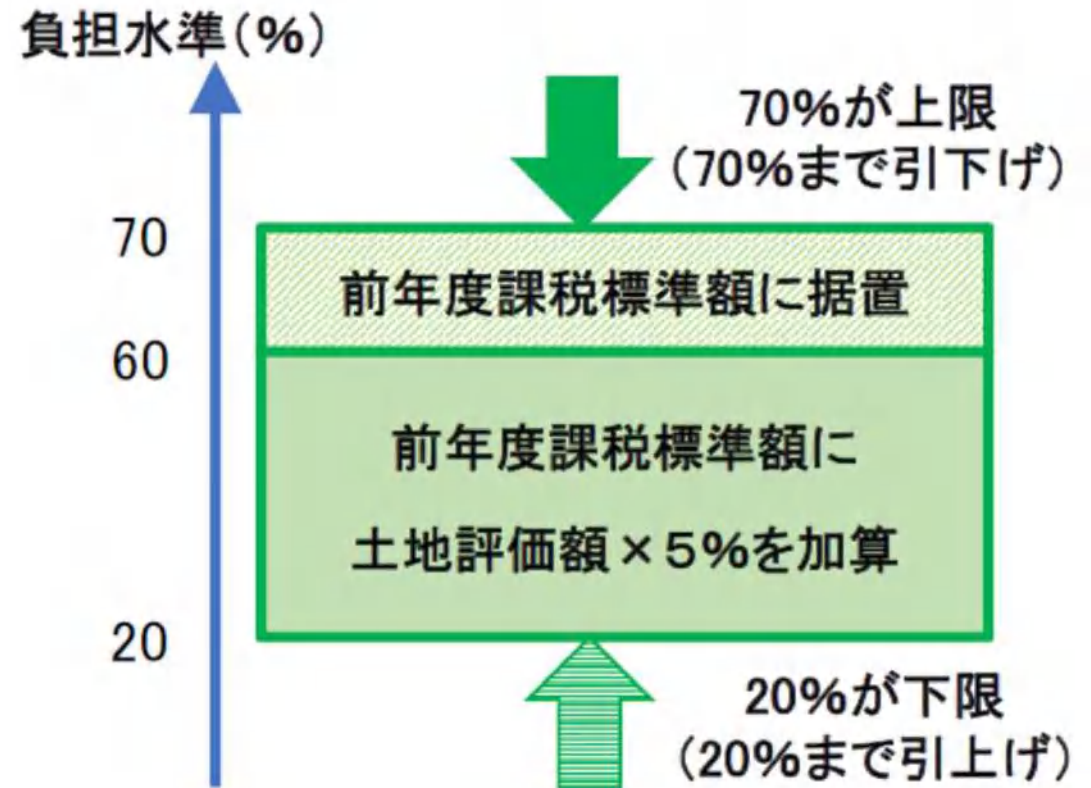 負担水準(%)
70%が上限
(70%まで引下げ)
70
前年度課税標準額に据置
60
前年度課税標準額に
土地評価額×5%を加算
20
20%が下限
(20%まで引上げ)